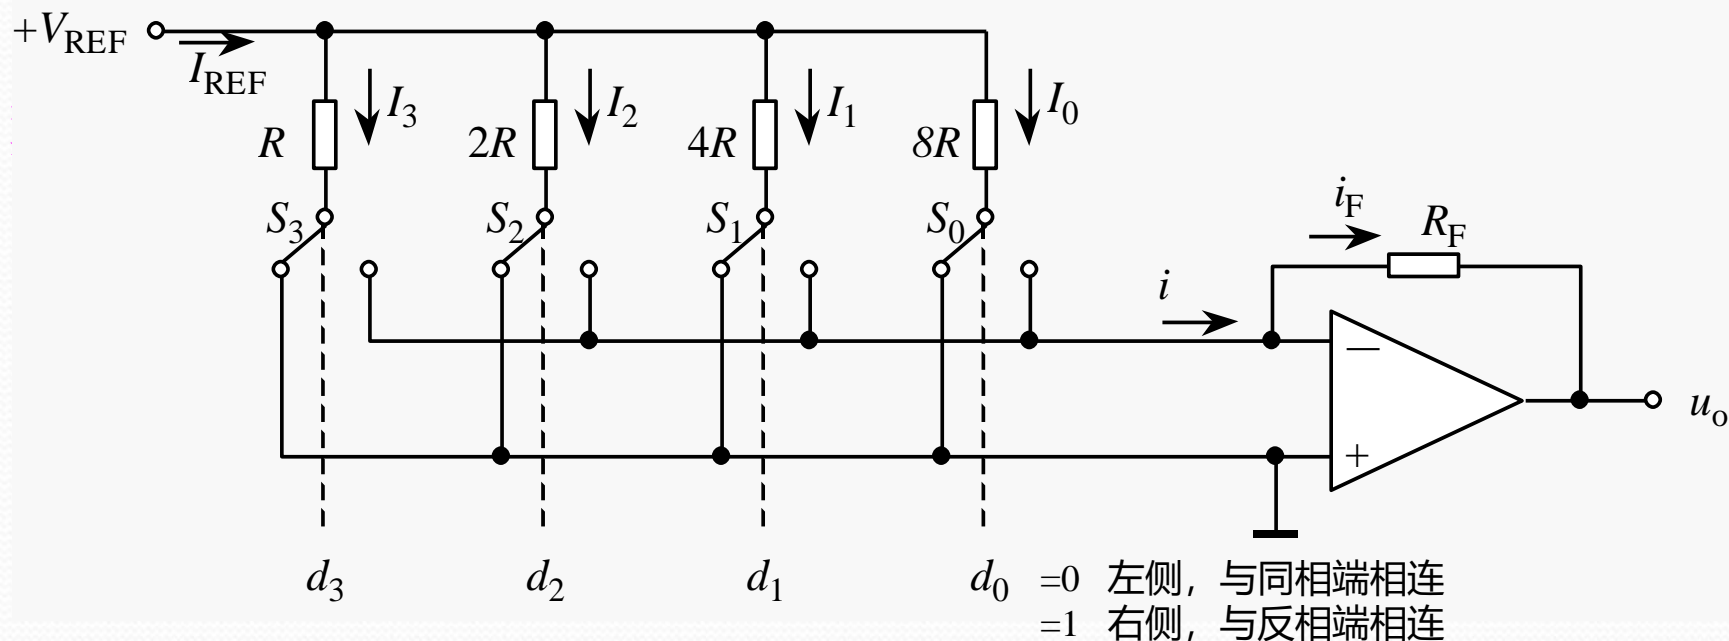 +V_REF
I_REF
I_3 I_2 I_1 I_0
R 2R 4R 8R
S_3 S_2 S_1 S_0
i_F
R_F
i
—
+
u_o
d_3 d_2 d_1 d_0 =0 左侧，与同相端相连
=1 右侧，与反相端相连